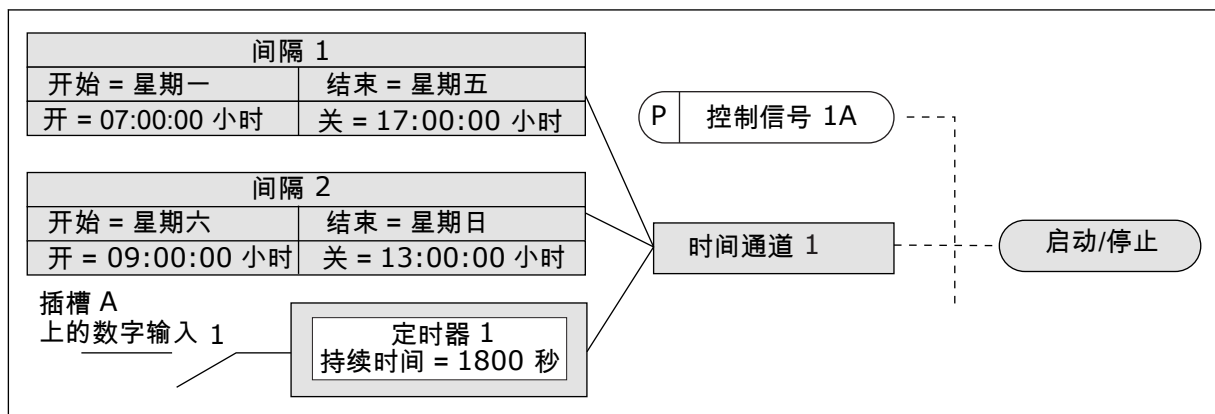 间隔 1
开始 = 星期一 结束 = 星期五
开 = 07:00:00 小时 关 = 17:00:00 小时
间隔 2
开始 = 星期六 结束 = 星期日
开 = 09:00:00 小时 关 = 13:00:00 小时
插槽 A
上的数字输入 1
定时器 1
持续时间 = 1800 秒
P 控制信号 1A
时间通道 1
启动/停止